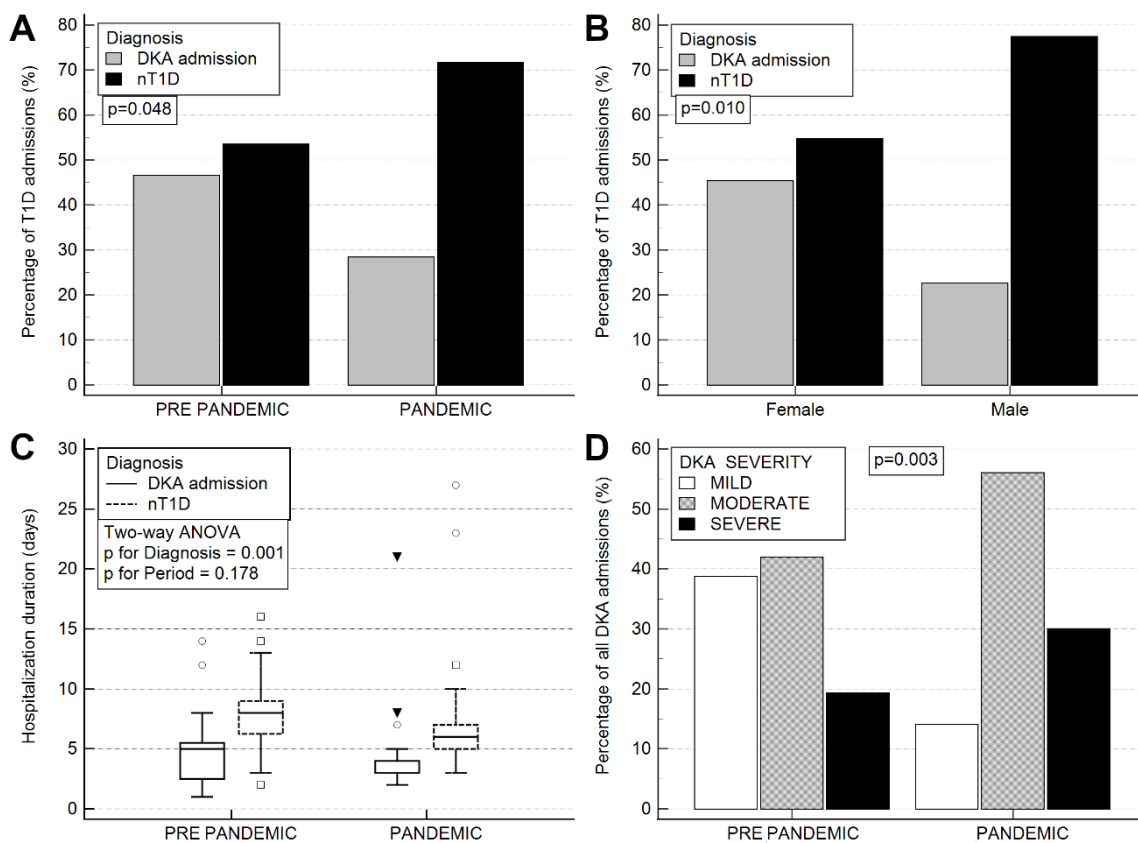 A
Percentage of T1D admissions (%)
80
70
60
50
40
30
20
10
0
Diagnosis
DKA admission
nT1D
p=0.048
PRE PANDEMIC PANDEMIC
B
Percentage of T1D admissions (%)
80
70
60
50
40
30
20
10
0
Diagnosis
DKA admission
nT1D
p=0.010
Female Male
C
Hospitalization duration (days)
30
25
20
15
10
5
0
Diagnosis
DKA admission
nT1D
Two-way ANOVA
p for Diagnosis = 0.001
p for Period = 0.178
PRE PANDEMIC PANDEMIC
D
Percentage of all DKA admissions (%)
60
50
40
30
20
10
0
DKA SEVERITY
MILD
MODERATE
SEVERE
p=0.003
PRE PANDEMIC PANDEMIC